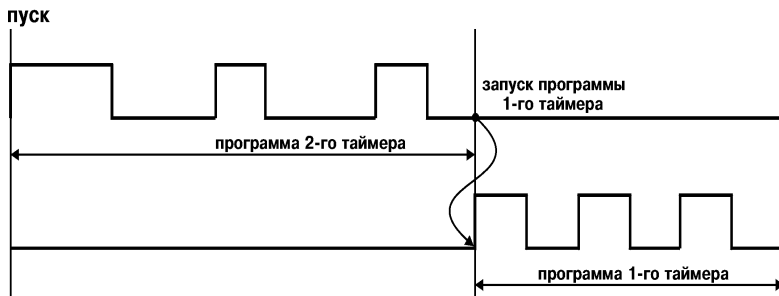 пуск
запуск программы
1-го таймера
программа 2-го таймера
программа 1-го таймера